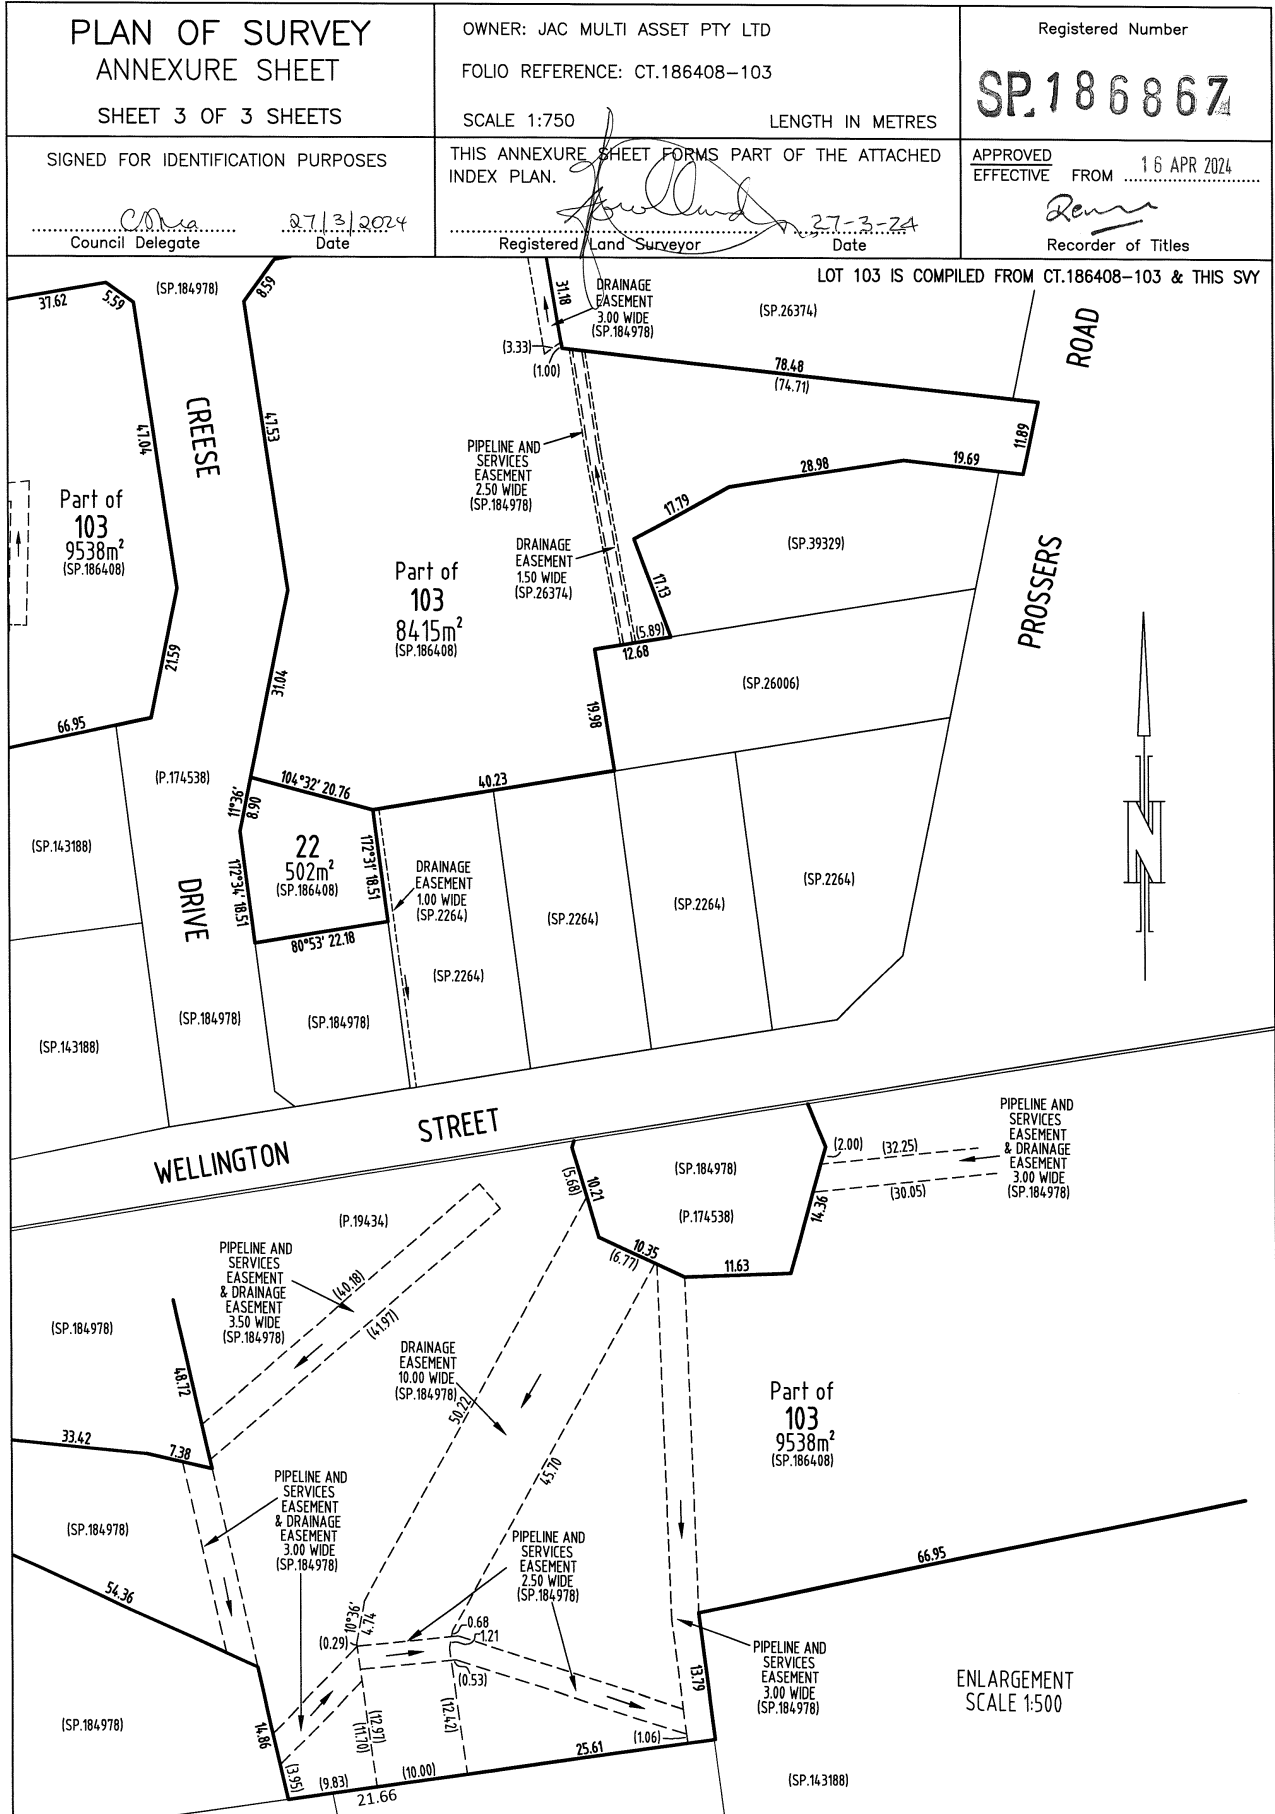 PLAN OF SURVEY
ANNEXURE SHEET
SHEET 3 OF 3 SHEETS
OWNER: JAC MULTI ASSET PTY LTD
FOLIO REFERENCE: CT.186408-103
SCALE 1:750 LENGTH IN METRES
Registered Number
SP.186867
SIGNED FOR IDENTIFICATION PURPOSES
27/3/2024
Council Delegate Date
THIS ANNEXURE SHEET FORMS PART OF THE ATTACHED
INDEX PLAN.
27-3-24
Registered Land Surveyor Date
APPROVED
EFFECTIVE FROM 16 APR 2024
Recorder of Titles
LOT 103 IS COMPILED FROM CT.186408-103 & THIS SVY
37.62
5.59
(SP.184978)
8.59
31.18
DRAINAGE
EASEMENT
3.00 WIDE
(SP.184978)
(SP.26374)
ROAD
(3.33)
(1.00)
78.48
(74.71)
11.89
CREESE
47.04
47.53
PIPELINE AND
SERVICES
EASEMENT
2.50 WIDE
(SP.184978)
28.98
19.69
17.79
Part of
103
9538m²
(SP.186408)
DRAINAGE
EASEMENT
1.50 WIDE
(SP.26374)
(SP.39329)
PROSSERS
Part of
103
8415m²
(SP.186408)
17.13
(5.89)
12.68
21.59
31.04
19.98
(SP.26006)
66.95
(P.174538)
104°32' 20.76
40.23
11°36'
8.90
(SP.143188)
22
502m²
(SP.186408)
172°34' 18.51
172°31' 18.51
80°53' 22.18
DRIVE
DRAINAGE
EASEMENT
1.00 WIDE
(SP.2264)
(SP.2264)
(SP.2264)
(SP.2264)
(SP.2264)
N
(SP.143188)
(SP.184978)
(SP.184978)
WELLINGTON STREET
PIPELINE AND
SERVICES
EASEMENT
& DRAINAGE
EASEMENT
3.00 WIDE
(SP.184978)
(2.00)
(32.25)
(30.05)
(5.68)
10.21
(SP.184978)
(P.174538)
14.36
(P.19434)
10.35
(6.77)
11.63
PIPELINE AND
SERVICES
EASEMENT
& DRAINAGE
EASEMENT
3.50 WIDE
(SP.184978)
(40.18)
(41.97)
(SP.184978)
48.72
DRAINAGE
EASEMENT
10.00 WIDE
(SP.184978)
50.22
45.70
Part of
103
9538m²
(SP.186408)
33.42
7.38
PIPELINE AND
SERVICES
EASEMENT
& DRAINAGE
EASEMENT
3.00 WIDE
(SP.184978)
(SP.184978)
PIPELINE AND
SERVICES
EASEMENT
2.50 WIDE
(SP.184978)
66.95
54.36
10°36'
4.74
(0.29)
0.68
1.21
(0.53)
PIPELINE AND
SERVICES
EASEMENT
3.00 WIDE
(SP.184978)
13.79
ENLARGEMENT
SCALE 1:500
(SP.184978)
14.86
(12.97)
(11.70)
(12.42)
(1.06)
25.61
(3.95)
(9.83)
(10.00)
21.66
(SP.143188)